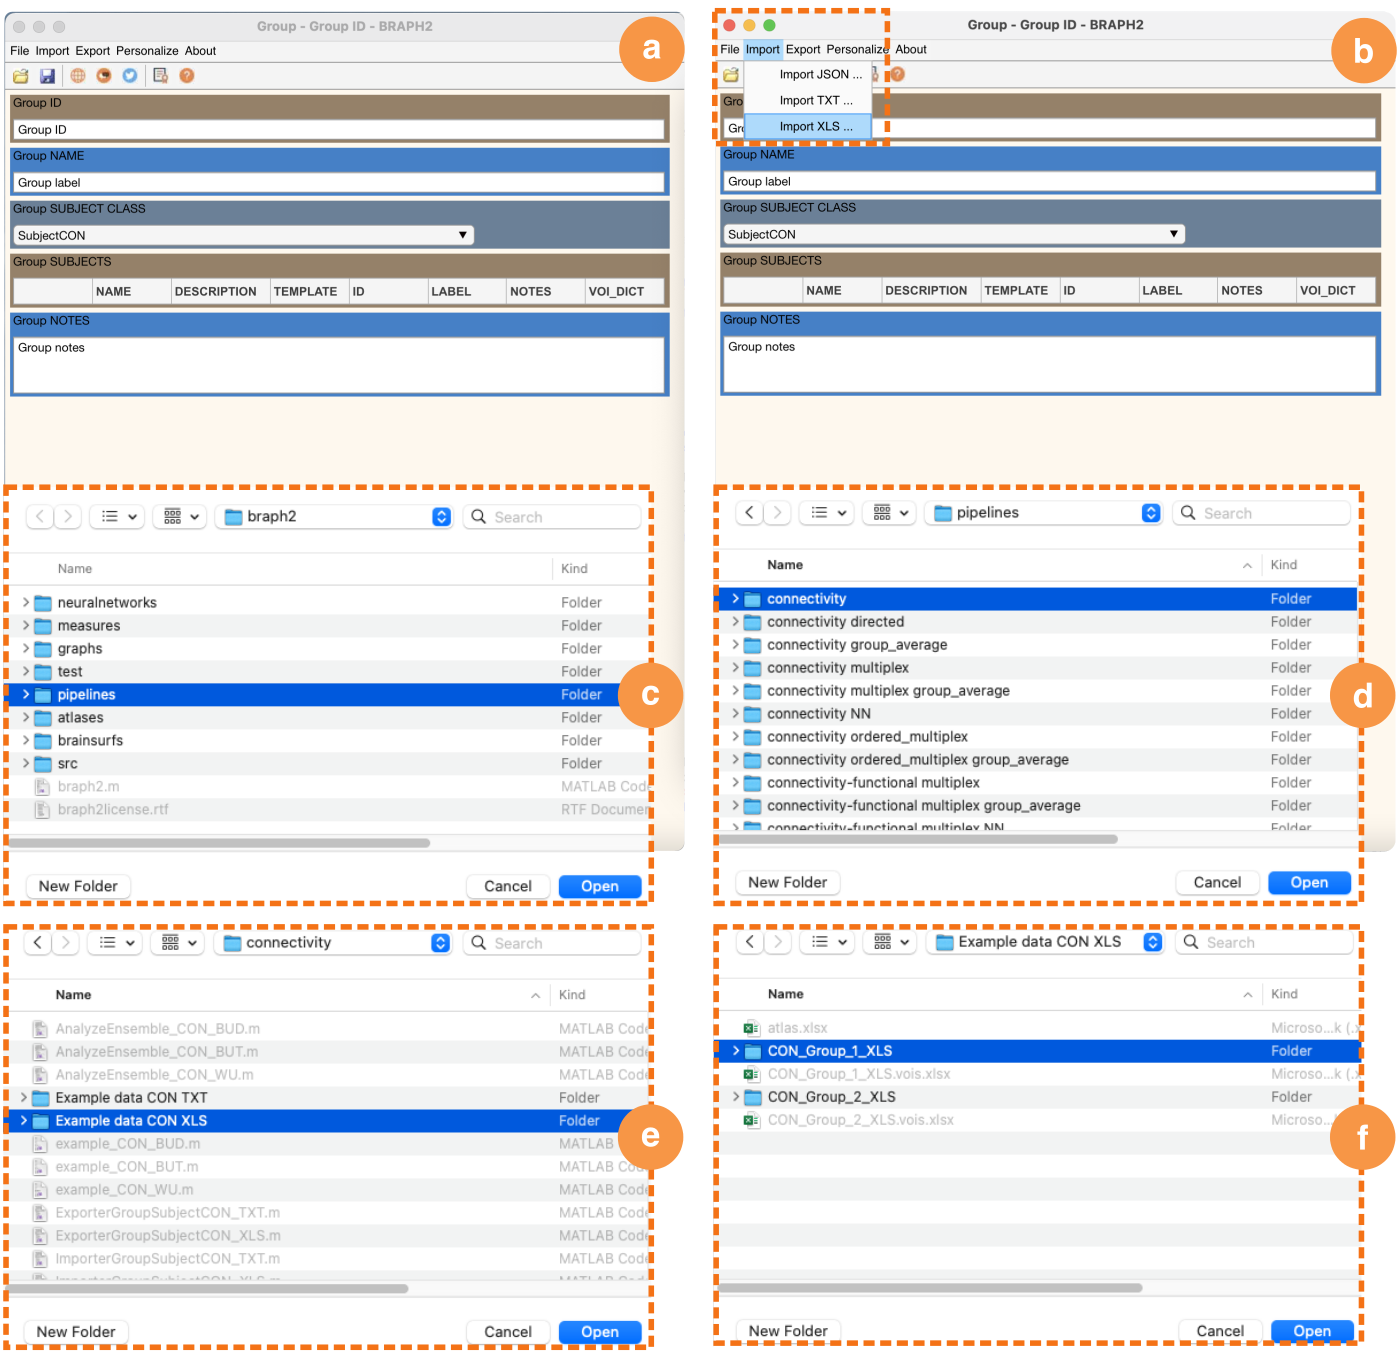 Group - Group ID - BRAPH2
a
File Import Export Personalize About
Group ID
Group ID
Group NAME
Group label
Group SUBJECT CLASS
SubjectCON
Group SUBJECTS
NAME DESCRIPTION TEMPLATE ID LABEL NOTES VOI_DICT
Group NOTES
Group notes
Group - Group ID - BRAPH2
b
File Import Export Personalize About
Import JSON ...
Import TXT ...
Import XLS ...
Gro
Gr
Group NAME
Group label
Group SUBJECT CLASS
SubjectCON
Group SUBJECTS
NAME DESCRIPTION TEMPLATE ID LABEL NOTES VOI_DICT
Group NOTES
Group notes
braph2 Search
Name Kind
neuralnetworks Folder
measures Folder
graphs Folder
test Folder
pipelines Folder
c
atlases Folder
brainsurfs Folder
src Folder
braph2.m MATLAB Code
braph2license.rtf RTF Documen
New Folder Cancel Open
pipelines Search
Name Kind
connectivity Folder
connectivity directed Folder
connectivity group_average Folder
connectivity multiplex Folder
connectivity multiplex group_average Folder
d
connectivity NN Folder
connectivity ordered_multiplex Folder
connectivity ordered_multiplex group_average Folder
connectivity-functional multiplex Folder
connectivity-functional multiplex group_average Folder
connectivity-functional multiplex NN Folder
New Folder Cancel Open
connectivity Search
Name Kind
AnalyzeEnsemble_CON_BUD.m MATLAB Code
AnalyzeEnsemble_CON_BUT.m MATLAB Code
AnalyzeEnsemble_CON_WU.m MATLAB Code
Example data CON TXT Folder
Example data CON XLS Folder
e
example_CON_BUD.m MATLAB
example_CON_BUT.m MATLAB Code
example_CON_WU.m MATLAB Code
ExporterGroupSubjectCON_TXT.m MATLAB Code
ExporterGroupSubjectCON_XLS.m MATLAB Code
ImporterGroupSubjectCON_TXT.m MATLAB Code
ImporterGroupSubjectCON_XLS.m MATLAB Code
New Folder Cancel Open
Example data CON XLS Search
Name Kind
atlas.xlsx Microso...k (.x
CON_Group_1_XLS Folder
CON_Group_1_XLS.vois.xlsx Microso...k (.x
CON_Group_2_XLS Folder
CON_Group_2_XLS.vois.xlsx Microso...
f
New Folder Cancel Open